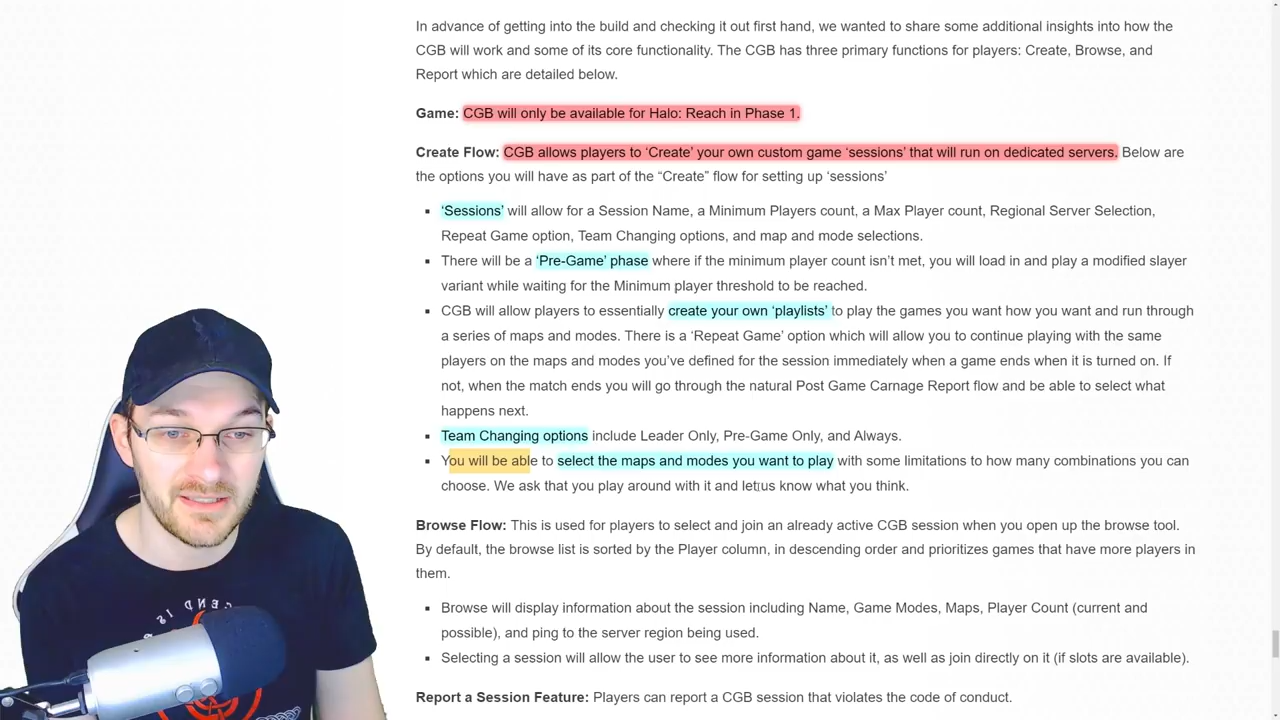 In advance of getting into the build and checking it out first hand, we wanted to share some additional insights into how the
CGB will work and some of its core functionality. The CGB has three primary functions for players: Create, Browse, and
Report which are detailed below.
Game: CGB will only be available for Halo: Reach in Phase 1.
Create Flow: CGB allows players to ‘Create’ your own custom game ‘sessions’ that will run on dedicated servers. Below are
the options you will have as part of the “Create” flow for setting up ‘sessions’
‘Sessions’ will allow for a Session Name, a Minimum Players count, a Max Player count, Regional Server Selection,
Repeat Game option, Team Changing options, and map and mode selections.
There will be a ‘Pre-Game’ phase where if the minimum player count isn’t met, you will load in and play a modified slayer
variant while waiting for the Minimum player threshold to be reached.
CGB will allow players to essentially create your own ‘playlists’ to play the games you want how you want and run through
a series of maps and modes. There is a ‘Repeat Game’ option which will allow you to continue playing with the same
players on the maps and modes you’ve defined for the session immediately when a game ends when it is turned on. If
not, when the match ends you will go through the natural Post Game Carnage Report flow and be able to select what
happens next.
Team Changing options include Leader Only, Pre-Game Only, and Always.
You will be able to select the maps and modes you want to play with some limitations to how many combinations you can
choose. We ask that you play around with it and let us know what you think.
Browse Flow: This is used for players to select and join an already active CGB session when you open up the browse tool.
By default, the browse list is sorted by the Player column, in descending order and prioritizes games that have more players in
them.
Browse will display information about the session including Name, Game Modes, Maps, Player Count (current and
possible), and ping to the server region being used.
Selecting a session will allow the user to see more information about it, as well as join directly on it (if slots are available).
Report a Session Feature: Players can report a CGB session that violates the code of conduct.